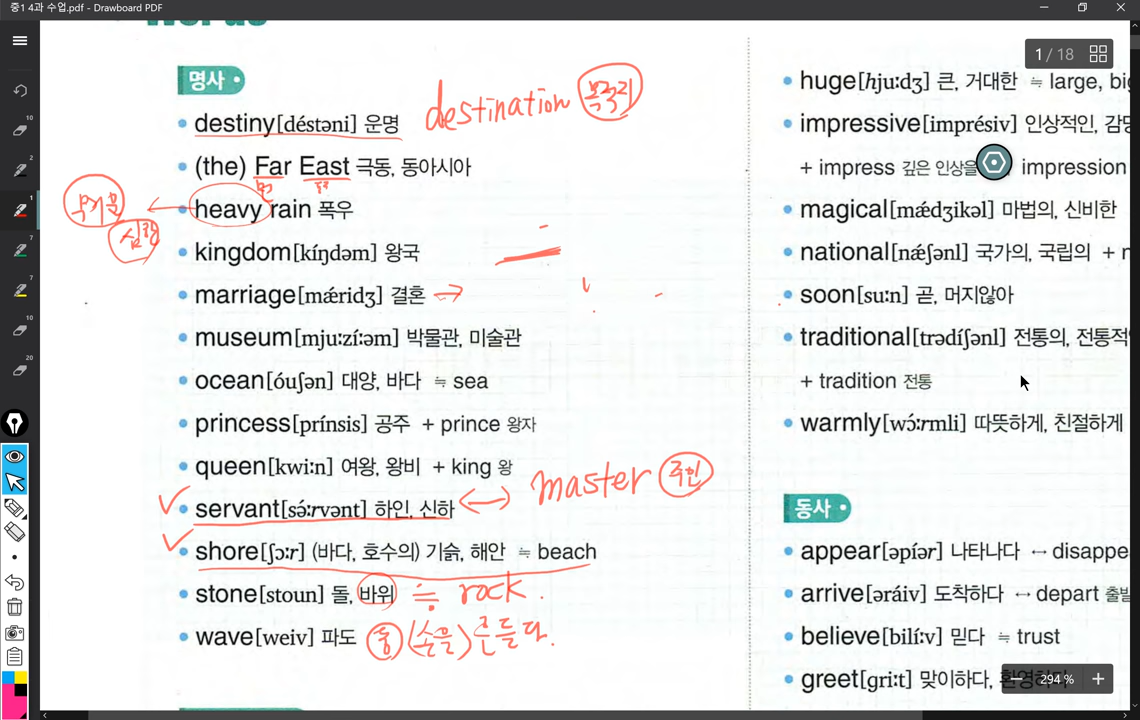 중1 4과 수업.pdf - Drawboard PDF
1 / 18
명사
destination 목적지
destiny[déstəni] 운명
(the) Far East 극동, 동아시아
먼 동
heavy rain 폭우
무거운
심한
kingdom[kíŋdəm] 왕국
marriage[mǽridʒ] 결혼
museum[mju:zí:əm] 박물관, 미술관
ocean[óuʃən] 대양, 바다 ≒ sea
princess[prínsis] 공주 + prince 왕자
queen[kwi:n] 여왕, 왕비 + king 왕
servant[sə́:rvənt] 하인, 신하 ↔ master 주인
shore[ʃɔ:r] (바다, 호수의) 기슭, 해안 ≒ beach
stone[stoun] 돌, 바위 ≒ rock.
wave[weiv] 파도 동 (손을) 흔들다.
huge[hju:dʒ] 큰, 거대한 ≒ large, big
impressive[imprésiv] 인상적인, 감명
+ impress 깊은 인상을 impression
magical[mǽdʒikəl] 마법의, 신비한
national[nǽʃənl] 국가의, 국립의 + n
soon[su:n] 곧, 머지않아
traditional[trədíʃənl] 전통의, 전통적
+ tradition 전통
warmly[wɔ́:rmli] 따뜻하게, 친절하게
동사
appear[əpíər] 나타나다 ↔ disappe
arrive[əráiv] 도착하다 ↔ depart 출발
believe[bilí:v] 믿다 ≒ trust
greet[gri:t] 맞이하다, 환영하다
294 %